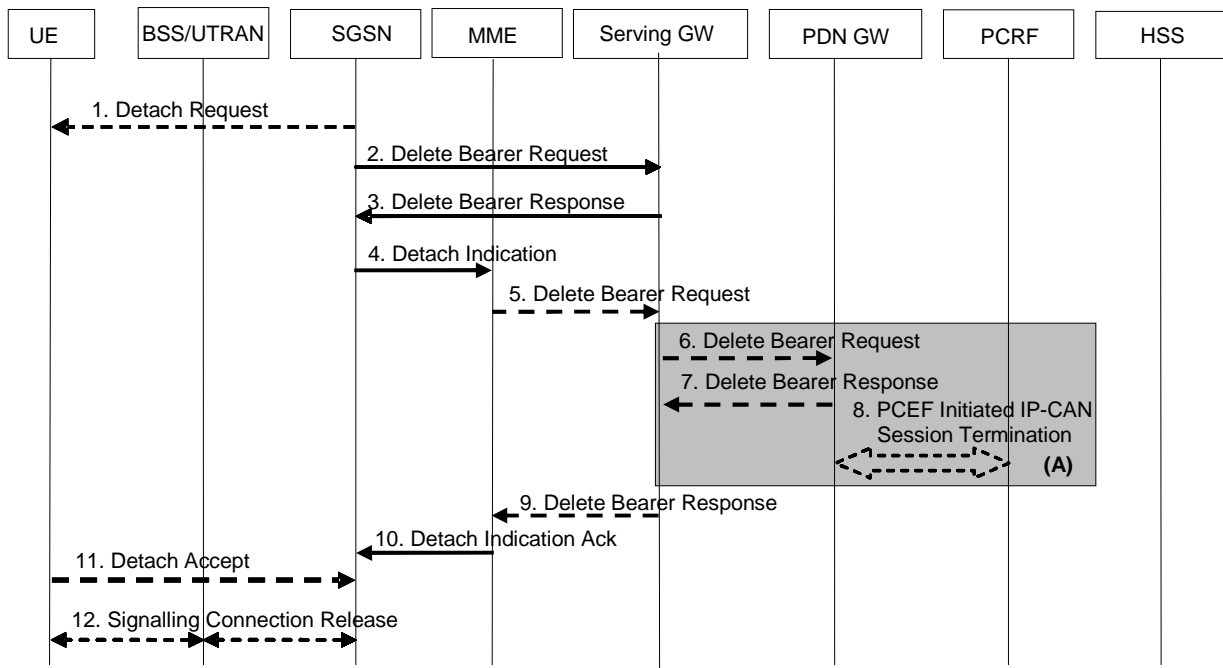 UE
BSS/UTRAN
SGSN
MME
Serving GW
PDN GW
PCRF
HSS
1. Detach Request
2. Delete Bearer Request
3. Delete Bearer Response
4. Detach Indication
5. Delete Bearer Request
6. Delete Bearer Request
7. Delete Bearer Response
8. PCEF Initiated IP-CAN
Session Termination
(A)
9. Delete Bearer Response
10. Detach Indication Ack
11. Detach Accept
12. Signalling Connection Release